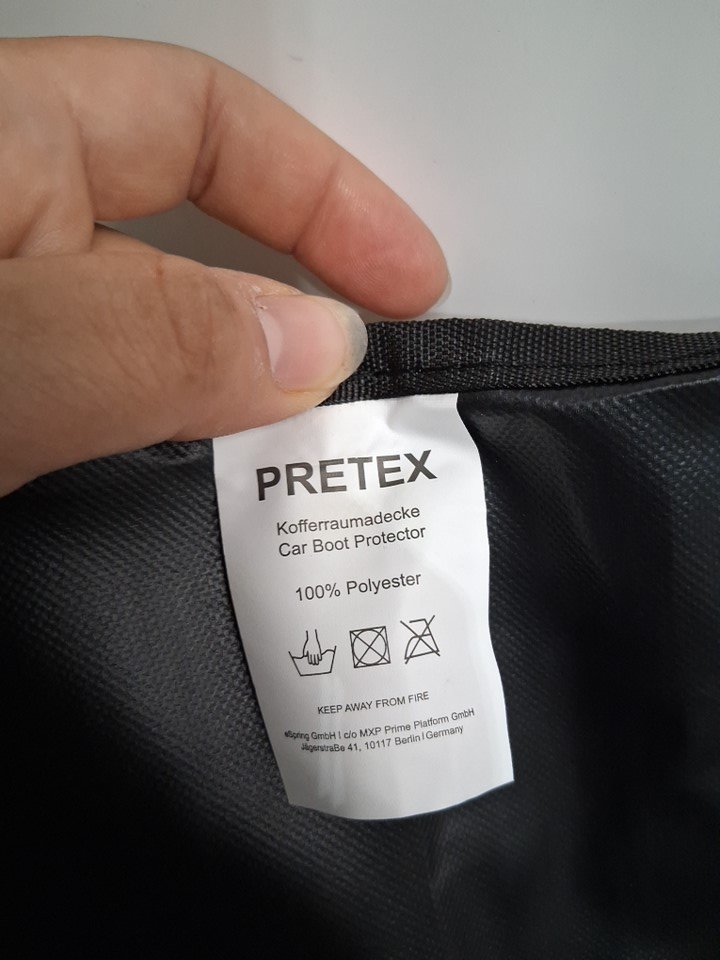 PRETEX
Kofferraumadecke
Car Boot Protector
100% Polyester
KEEP AWAY FROM FIRE
eSpring GmbH | c/o MXP Prime Platform GmbH
Jägerstraße 41, 10117 Berlin | Germany